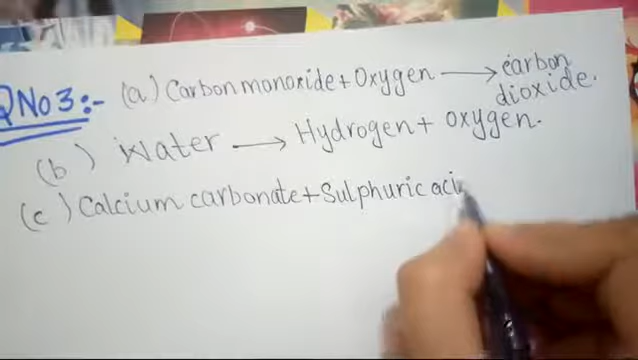 QNo3:- (a) Carbon monoxide + Oxygen → carbon
dioxide.
(b) Water → Hydrogen + oxygen.
(c) Calcium carbonate + Sulphuric aci